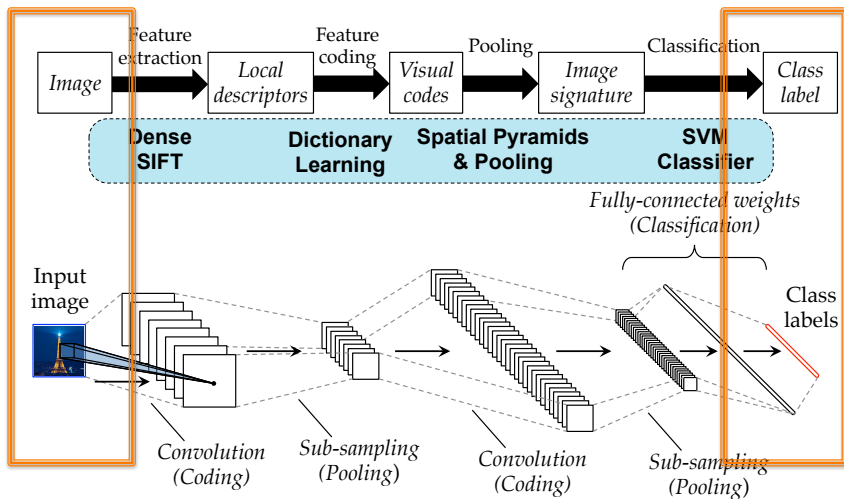 Feature
extraction
Feature
coding
Pooling
Classification
Image
Local
descriptors
Visual
codes
Image
signature
Class
label
Dense
SIFT
Dictionary
Learning
Spatial Pyramids
& Pooling
SVM
Classifier
Fully-connected weights
(Classification)
Input
image
Class
labels
Convolution
(Coding)
Sub-sampling
(Pooling)
Convolution
(Coding)
Sub-sampling
(Pooling)